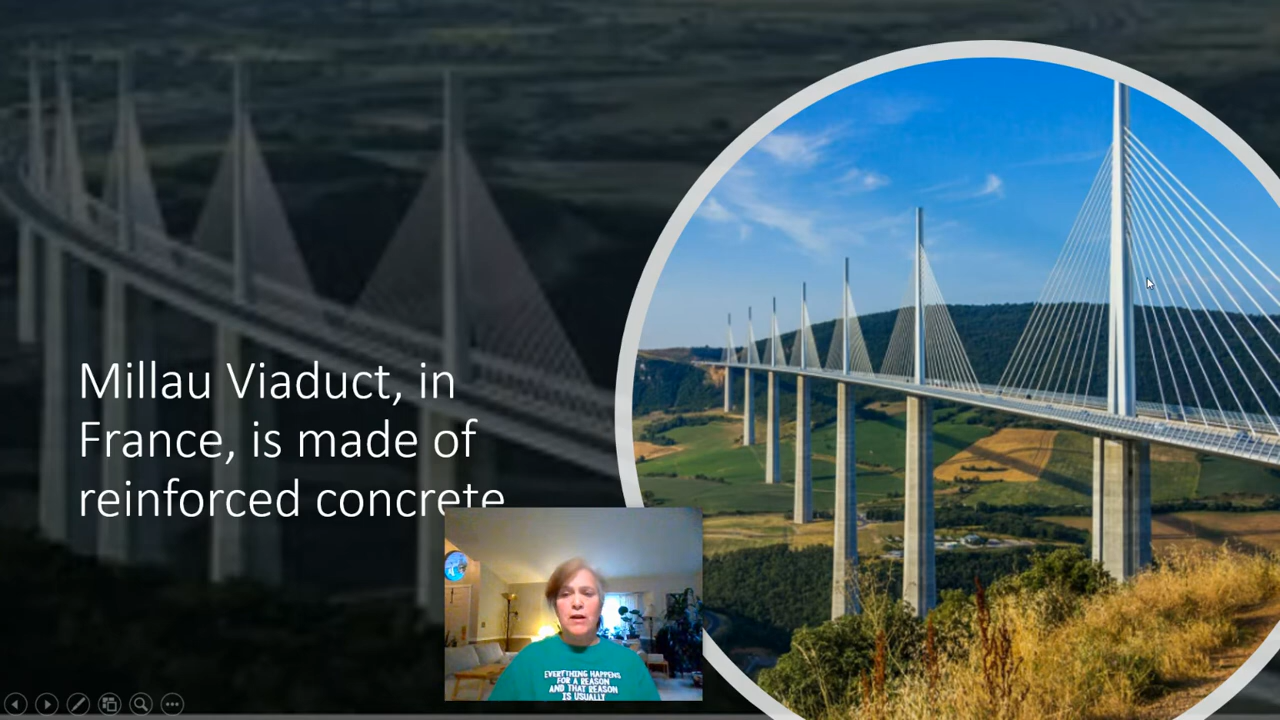 Millau Viaduct, in
France, is made of
reinforced concrete
EVERYTHING HAPPENS
FOR A REASON
AND THAT REASON
IS USUALLY